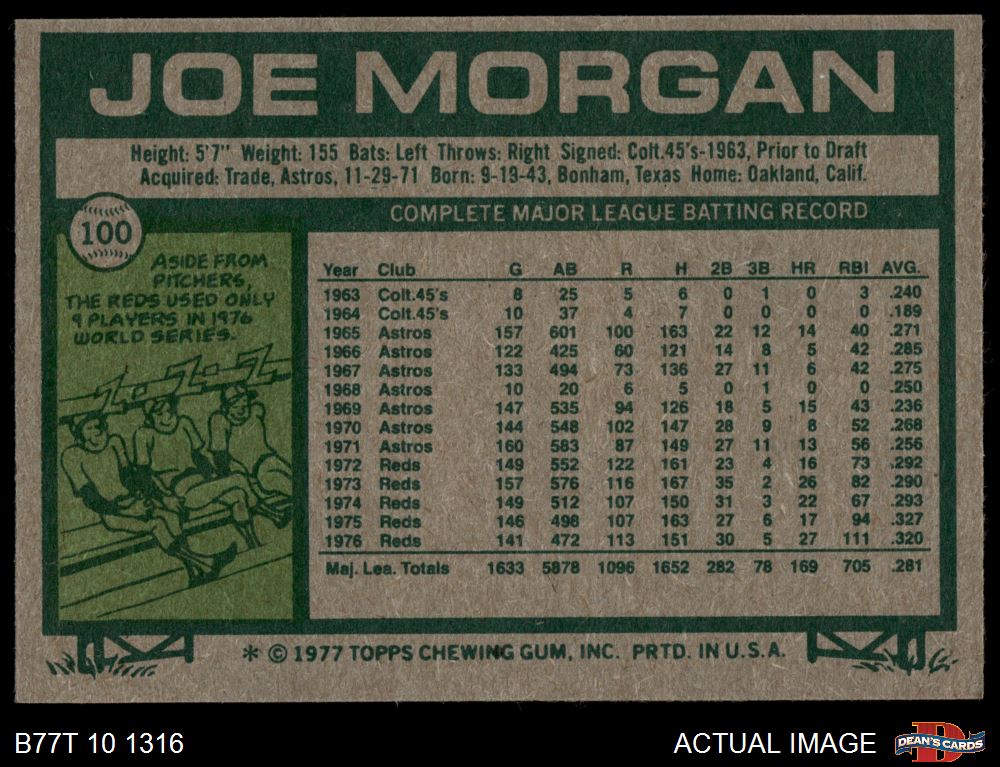 JOE MORGAN
Height: 5'7" Weight: 155 Bats: Left Throws: Right Signed: Colt.45's-1963, Prior to Draft
Acquired: Trade, Astros, 11-29-71 Born: 9-19-43, Bonham, Texas Home: Oakland, Calif.
COMPLETE MAJOR LEAGUE BATTING RECORD
100
ASIDE FROM
PITCHERS,
THE REDS USED ONLY
9 PLAYERS IN 1976
WORLD SERIES.
Z-Z-Z-Z
Year Club G AB R H 2B 3B HR RBI AVG.
1963 Colt.45's 8 25 5 6 0 1 0 3 .240
1964 Colt.45's 10 37 4 7 0 0 0 0 .189
1965 Astros 157 601 100 163 22 12 14 40 .271
1966 Astros 122 425 60 121 14 8 5 42 .285
1967 Astros 133 494 73 136 27 11 6 42 .275
1968 Astros 10 20 6 5 0 1 0 0 .250
1969 Astros 147 535 94 126 18 5 15 43 .236
1970 Astros 144 548 102 147 28 9 8 52 .268
1971 Astros 160 583 87 149 27 11 13 56 .256
1972 Reds 149 552 122 161 23 4 16 73 .292
1973 Reds 157 576 116 167 35 2 26 82 .290
1974 Reds 149 512 107 150 31 3 22 67 .293
1975 Reds 146 498 107 163 27 6 17 94 .327
1976 Reds 141 472 113 151 30 5 27 111 .320
Maj. Lea. Totals 1633 5878 1096 1652 282 78 169 705 .281
* © 1977 TOPPS CHEWING GUM, INC. PRTD. IN U.S.A.
B77T 10 1316
ACTUAL IMAGE
D
DEAN'S CARDS